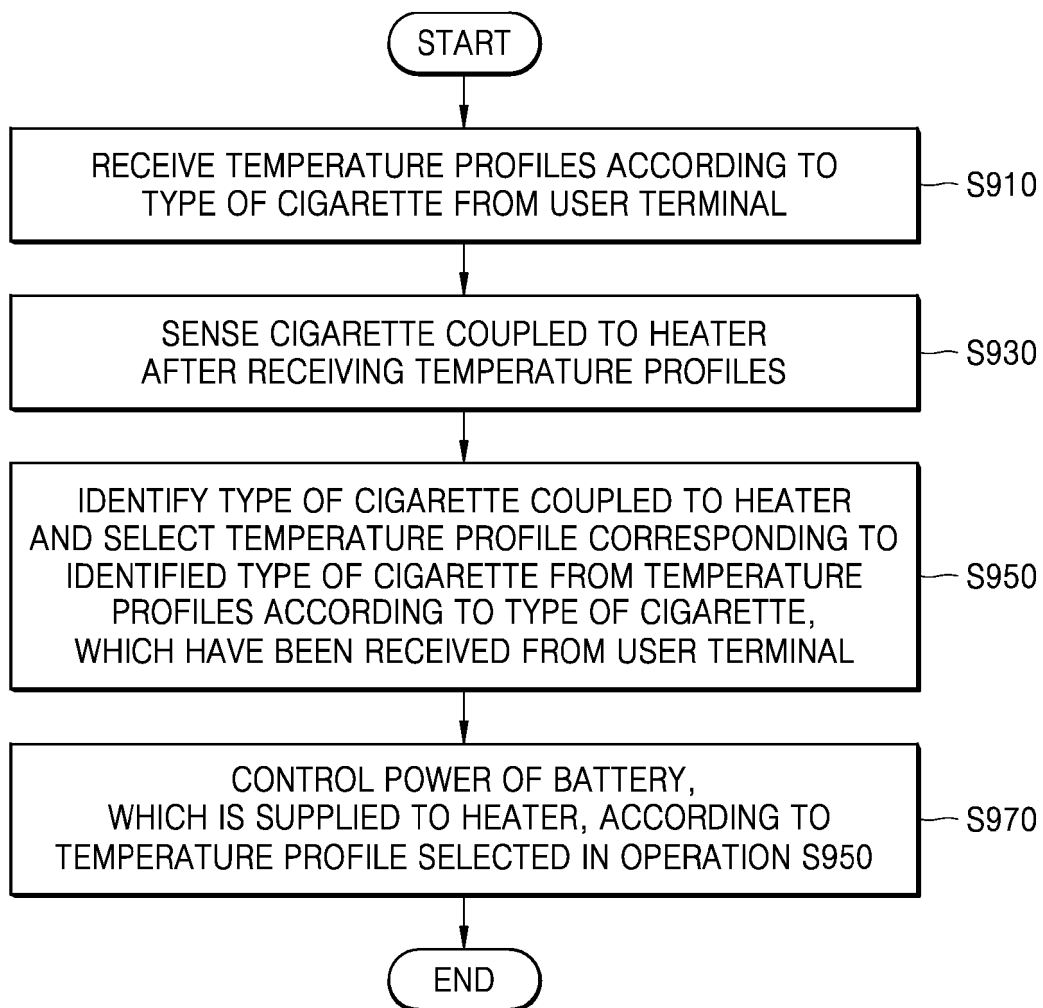 START
RECEIVE TEMPERATURE PROFILES ACCORDING TO
TYPE OF CIGARETTE FROM USER TERMINAL
S910
SENSE CIGARETTE COUPLED TO HEATER
AFTER RECEIVING TEMPERATURE PROFILES
S930
IDENTIFY TYPE OF CIGARETTE COUPLED TO HEATER
AND SELECT TEMPERATURE PROFILE CORRESPONDING TO
IDENTIFIED TYPE OF CIGARETTE FROM TEMPERATURE
PROFILES ACCORDING TO TYPE OF CIGARETTE,
WHICH HAVE BEEN RECEIVED FROM USER TERMINAL
S950
CONTROL POWER OF BATTERY,
WHICH IS SUPPLIED TO HEATER, ACCORDING TO
TEMPERATURE PROFILE SELECTED IN OPERATION S950
S970
END